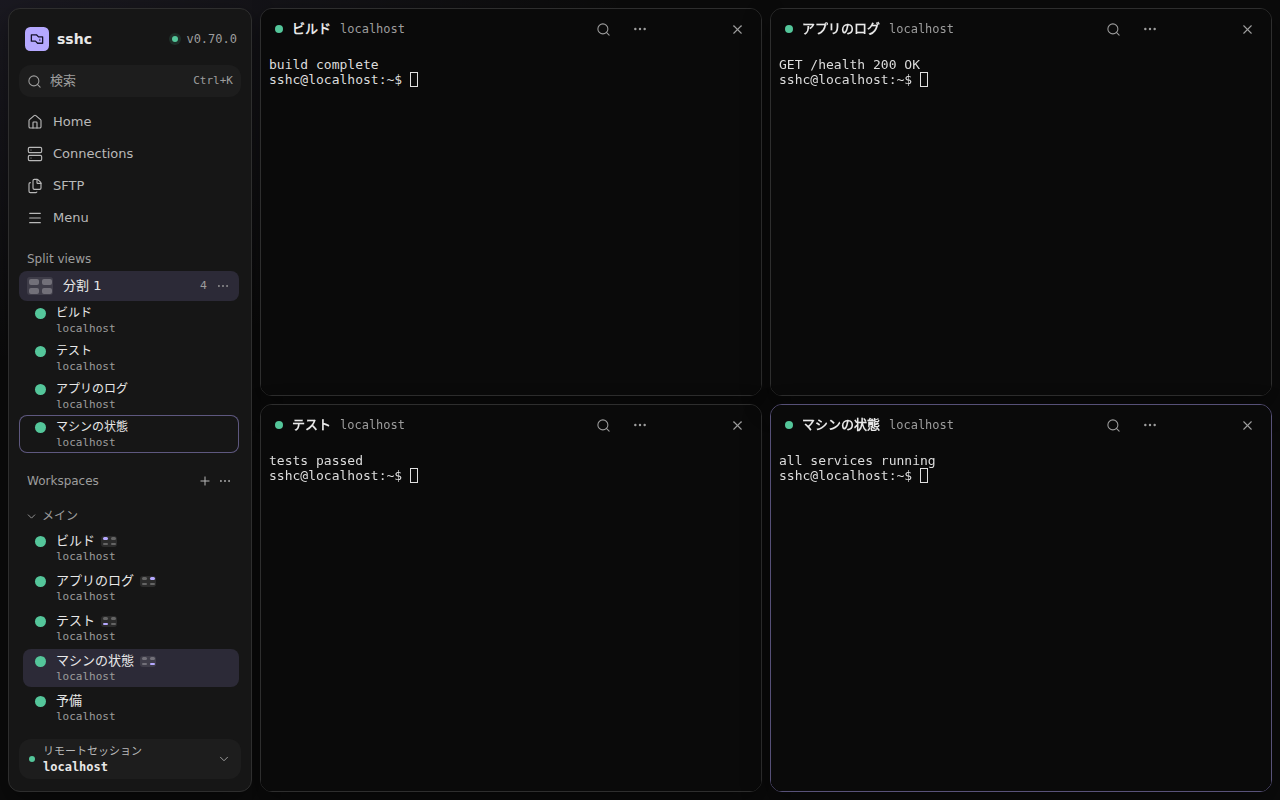 sshc
v0.70.0
検索
Ctrl+K
Home
Connections
SFTP
Menu
Split views
分割 1
4
ビルド
localhost
テスト
localhost
アプリのログ
localhost
マシンの状態
localhost
Workspaces
メイン
ビルド
localhost
アプリのログ
localhost
テスト
localhost
マシンの状態
localhost
予備
localhost
リモートセッション
localhost
ビルド localhost
build complete
sshc@localhost:~$
アプリのログ localhost
GET /health 200 OK
sshc@localhost:~$
テスト localhost
tests passed
sshc@localhost:~$
マシンの状態 localhost
all services running
sshc@localhost:~$